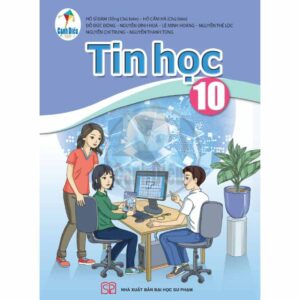 Cánh Diều
HỒ SĨ ĐÀM (Tổng Chủ biên) - HỒ CẨM HÀ (Chủ biên)
ĐỖ ĐỨC ĐÔNG - NGUYỄN ĐÌNH HOÁ - LÊ MINH HOÀNG - NGUYỄN THẾ LỘC
NGUYỄN CHÍ TRUNG - NGUYỄN THANH TÙNG
Tin học
10
NHÀ XUẤT BẢN ĐẠI HỌC SƯ PHẠM